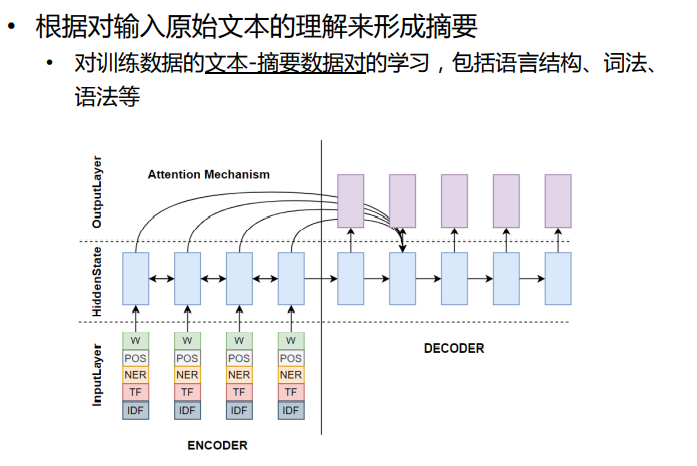 • 根据对输入原始文本的理解来形成摘要
• 对训练数据的文本-摘要数据对的学习，包括语言结构、词法、
语法等
Attention Mechanism
OutputLayer
HiddenState
InputLayer
W W W W
POS POS POS POS
NER NER NER NER
TF TF TF TF
IDF IDF IDF IDF
DECODER
ENCODER